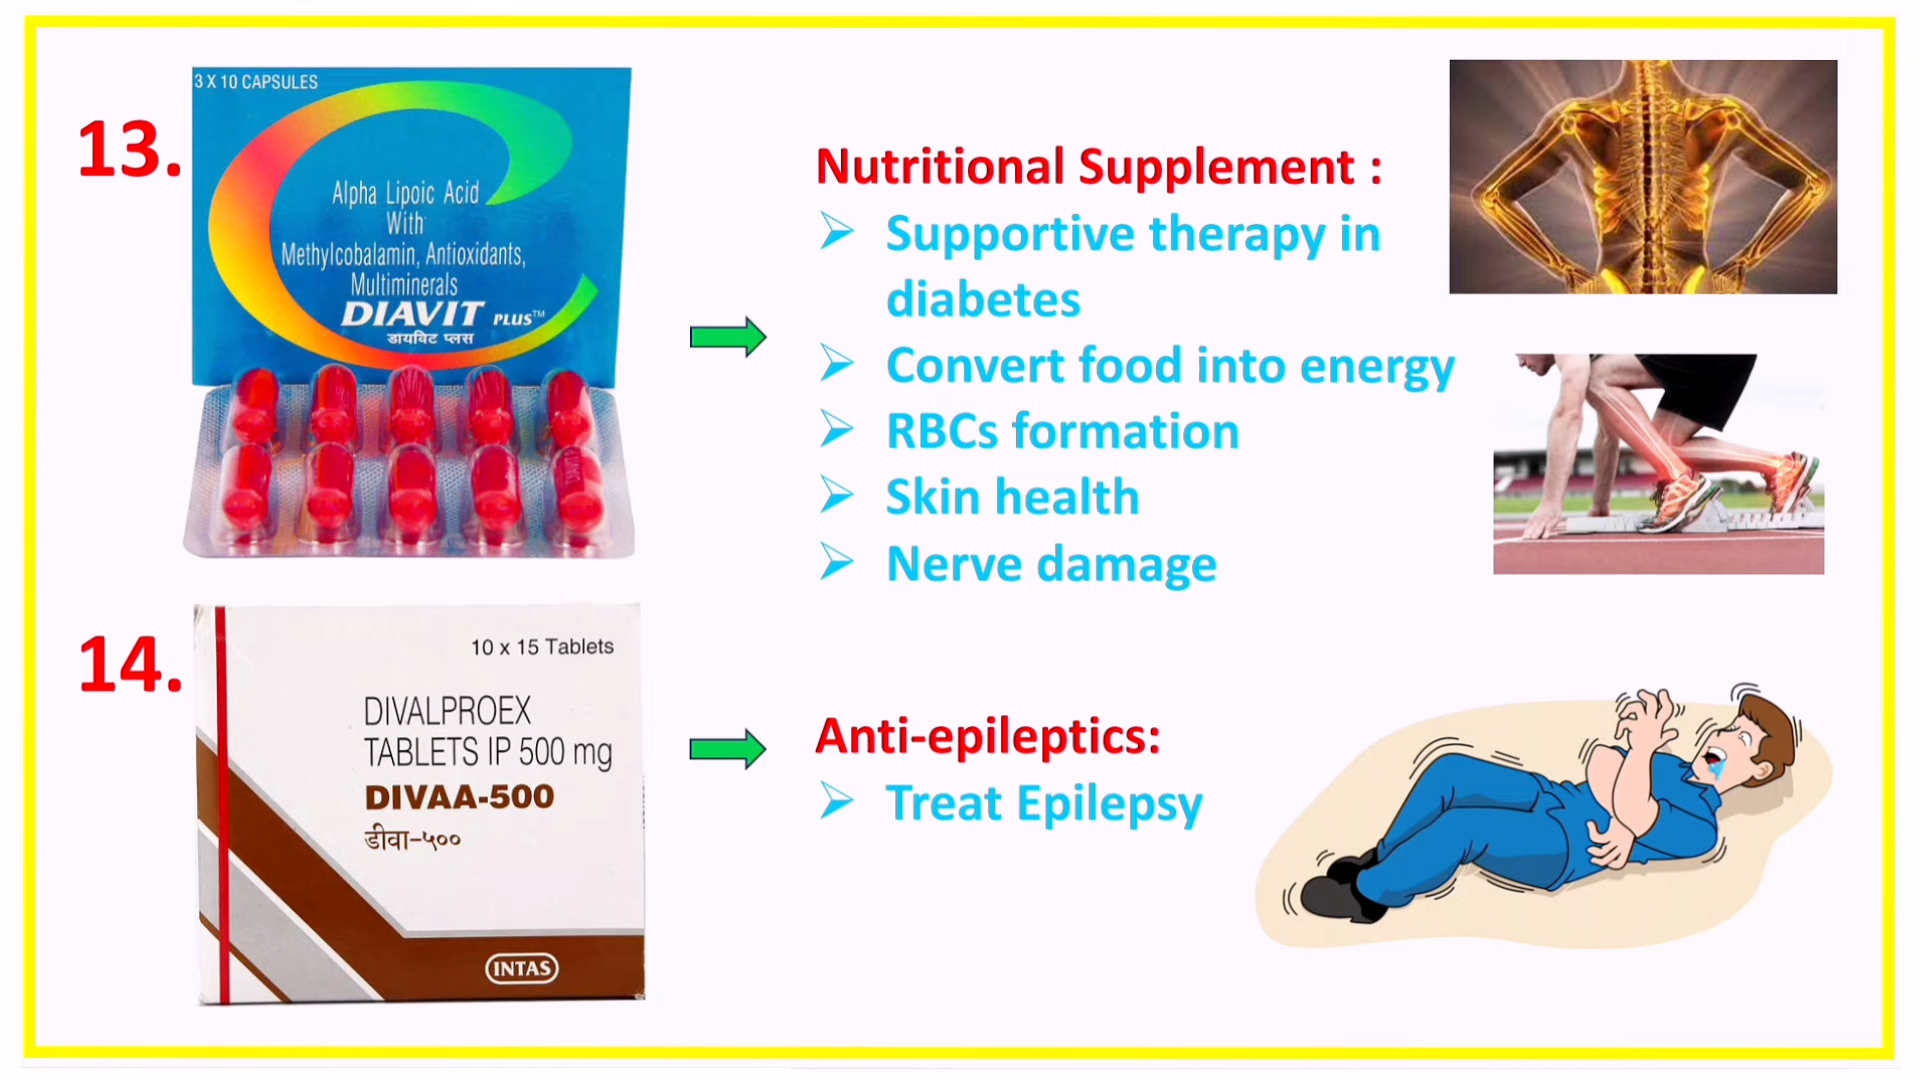 13.
3 X 10 CAPSULES
Alpha Lipoic Acid
With
Methylcobalamin, Antioxidants,
Multiminerals
DIAVIT PLUS™
डायविट प्लस
DIAVIT
Nutritional Supplement :
Supportive therapy in
diabetes
Convert food into energy
RBCs formation
Skin health
Nerve damage
14.
10 x 15 Tablets
DIVALPROEX
TABLETS IP 500 mg
DIVAA-500
डीवा-५००
INTAS
Anti-epileptics:
Treat Epilepsy